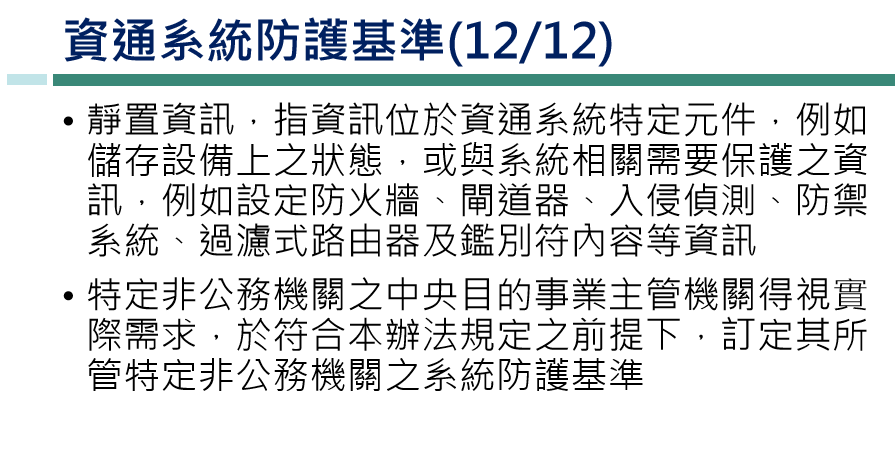 資通系統防護基準(12/12)
• 靜置資訊，指資訊位於資通系統特定元件，例如
儲存設備上之狀態，或與系統相關需要保護之資
訊，例如設定防火牆、閘道器、入侵偵測、防禦
系統、過濾式路由器及鑑別符內容等資訊
• 特定非公務機關之中央目的事業主管機關得視實
際需求，於符合本辦法規定之前提下，訂定其所
管特定非公務機關之系統防護基準